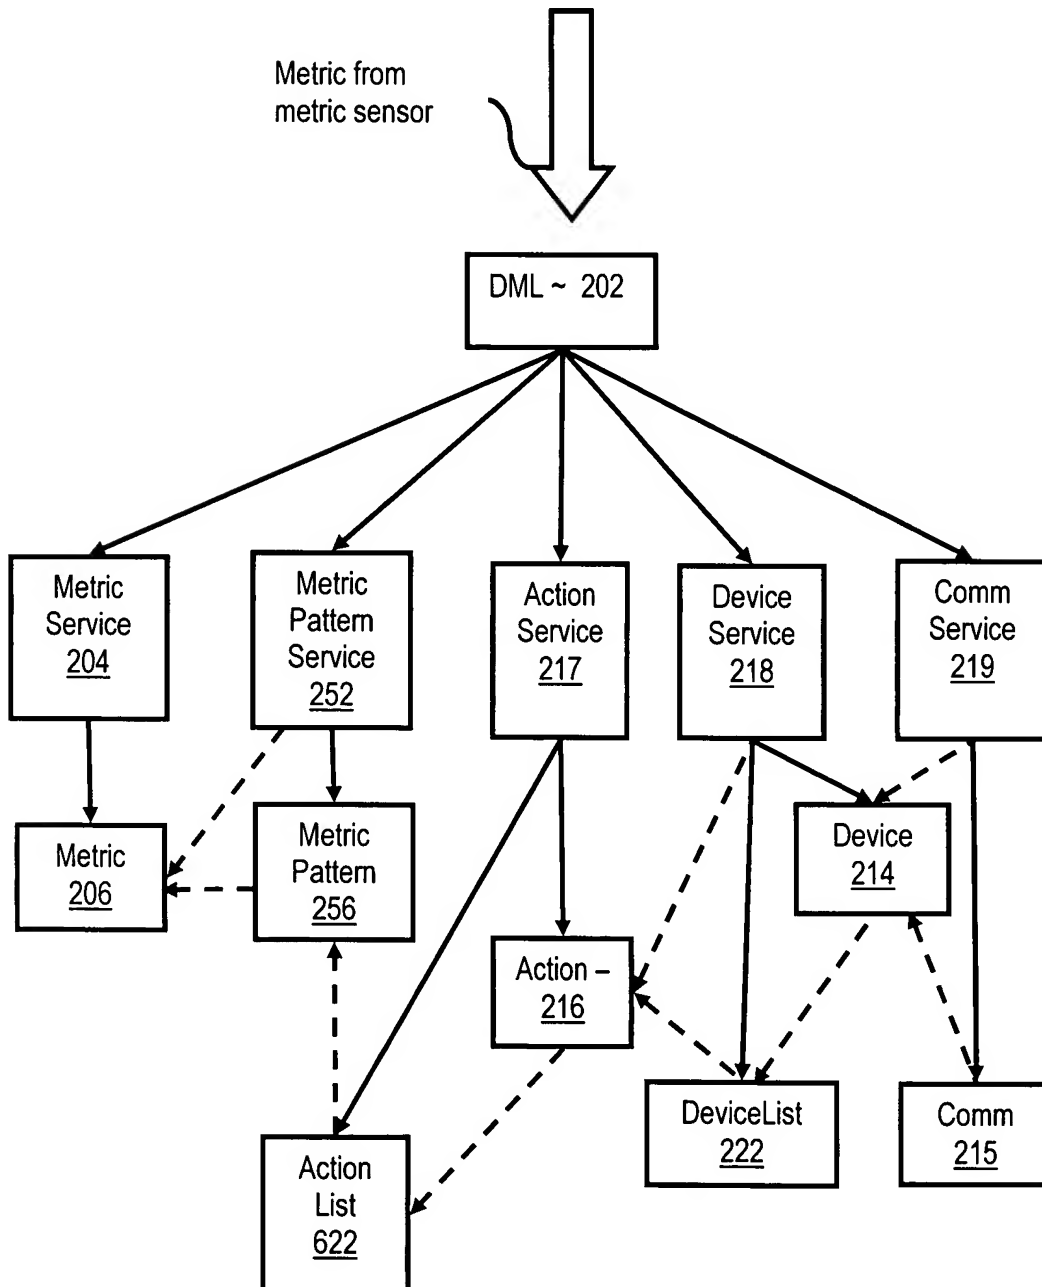 Metric from
metric sensor
DML ~ 202
Metric
Service
204
Metric
Pattern
Service
252
Action
Service
217
Device
Service
218
Comm
Service
219
Metric
206
Metric
Pattern
256
Device
214
Action –
216
DeviceList
222
Comm
215
Action
List
622